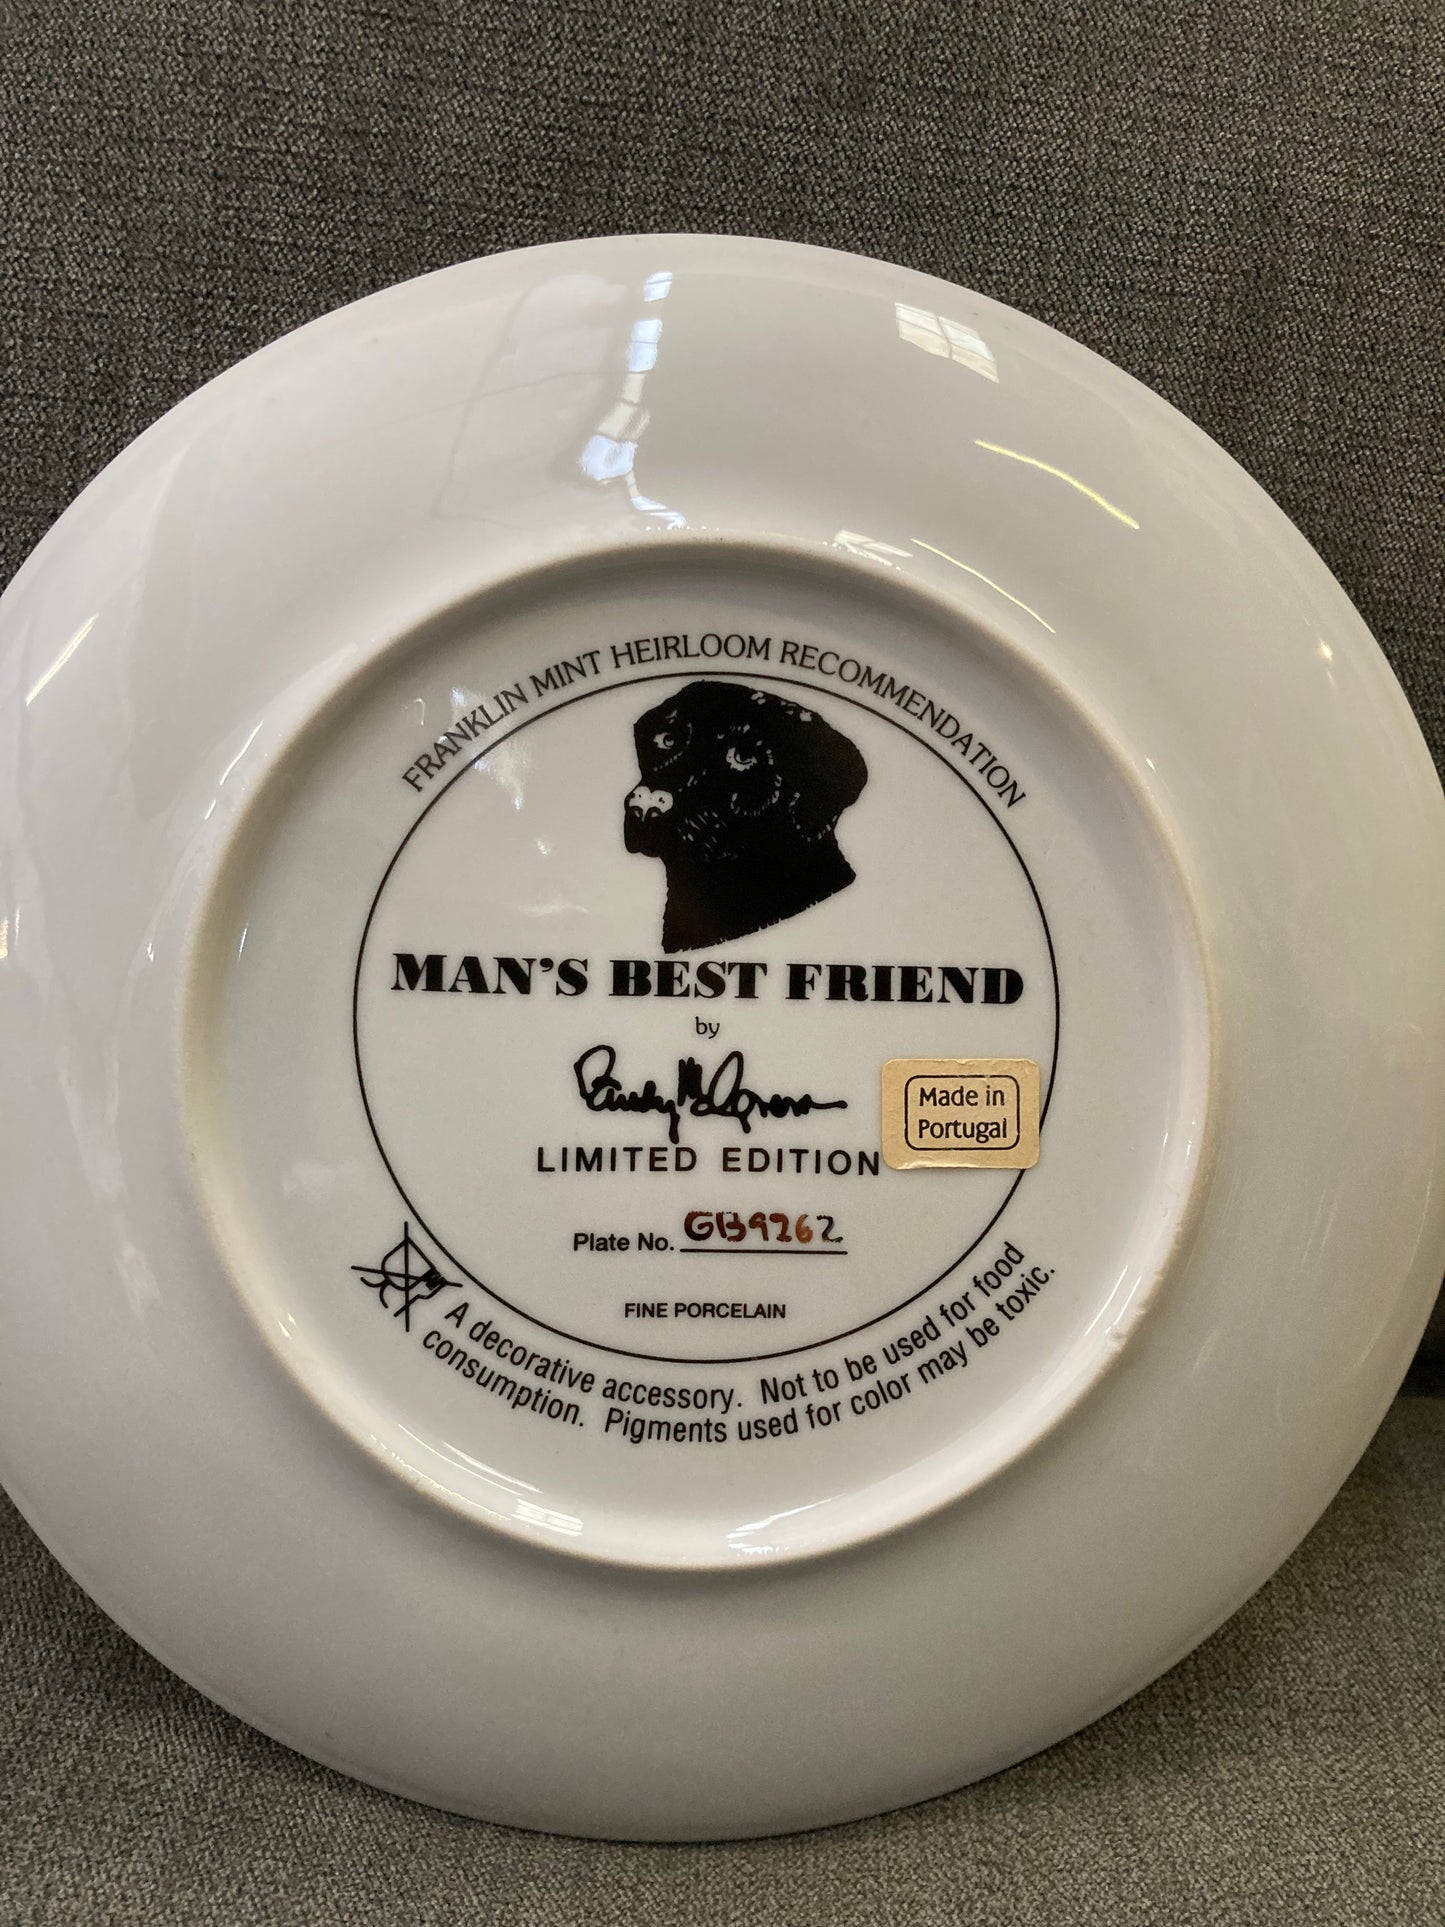 FRANKLIN MINT HEIRLOOM RECOMMENDATION
MAN'S BEST FRIEND
by
LIMITED EDITION
Made in
Portugal
Plate No. GB9262
FINE PORCELAIN
A decorative accessory. Not to be used for food
consumption. Pigments used for color may be toxic.